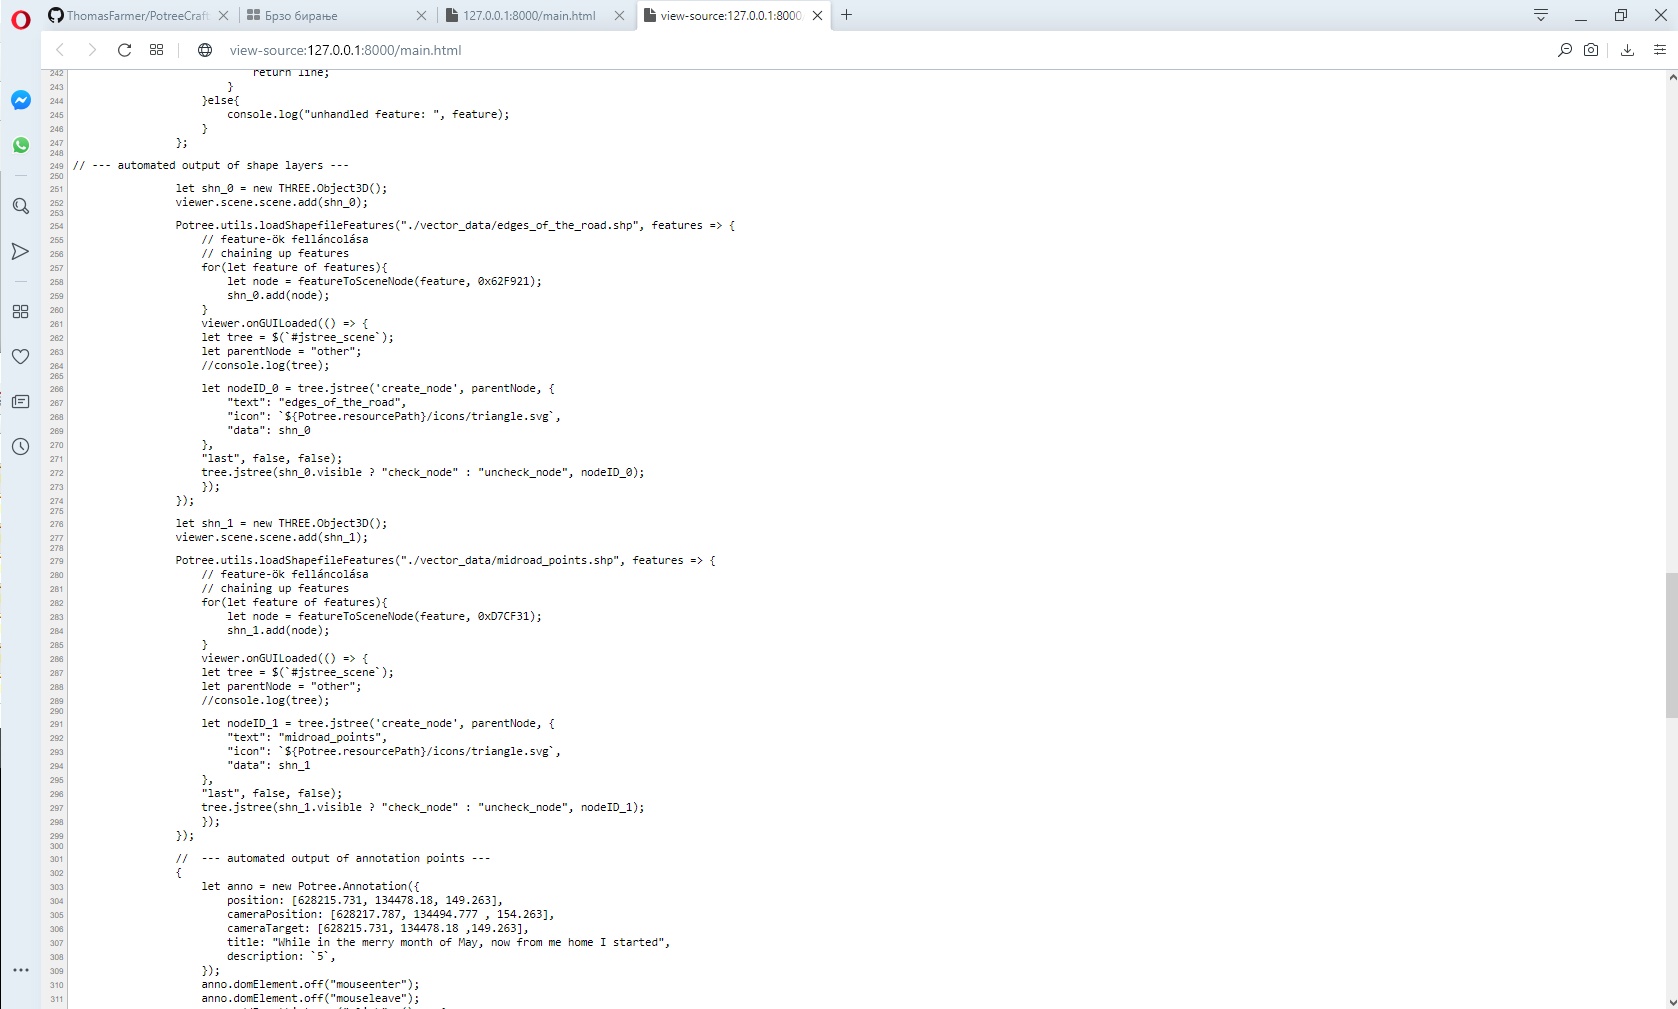 ThomasFarmer/PotreeCraft
Брзо бирање
127.0.0.1:8000/main.html
view-source:127.0.0.1:8000
view-source:127.0.0.1:8000/main.html
242 return line;
243 }
244 }else{
245 console.log("unhandled feature: ", feature);
246 }
247 };
248
249 // --- automated output of shape layers ---
250
251 let shn_0 = new THREE.Object3D();
252 viewer.scene.scene.add(shn_0);
253
254 Potree.utils.loadShapefileFeatures("./vector_data/edges_of_the_road.shp", features => {
255 // feature-ök felláncolása
256 // chaining up features
257 for(let feature of features){
258 let node = featureToSceneNode(feature, 0x62F921);
259 shn_0.add(node);
260 }
261 viewer.onGUILoaded(() => {
262 let tree = $(`#jstree_scene`);
263 let parentNode = "other";
264 //console.log(tree);
265
266 let nodeID_0 = tree.jstree('create_node', parentNode, {
267 "text": "edges_of_the_road",
268 "icon": `${Potree.resourcePath}/icons/triangle.svg`,
269 "data": shn_0
270 },
271 "last", false, false);
272 tree.jstree(shn_0.visible ? "check_node" : "uncheck_node", nodeID_0);
273 });
274 });
275
276 let shn_1 = new THREE.Object3D();
277 viewer.scene.scene.add(shn_1);
278
279 Potree.utils.loadShapefileFeatures("./vector_data/midroad_points.shp", features => {
280 // feature-ök felláncolása
281 // chaining up features
282 for(let feature of features){
283 let node = featureToSceneNode(feature, 0xD7CF31);
284 shn_1.add(node);
285 }
286 viewer.onGUILoaded(() => {
287 let tree = $(`#jstree_scene`);
288 let parentNode = "other";
289 //console.log(tree);
290
291 let nodeID_1 = tree.jstree('create_node', parentNode, {
292 "text": "midroad_points",
293 "icon": `${Potree.resourcePath}/icons/triangle.svg`,
294 "data": shn_1
295 },
296 "last", false, false);
297 tree.jstree(shn_1.visible ? "check_node" : "uncheck_node", nodeID_1);
298 });
299 });
300
301 // --- automated output of annotation points ---
302 {
303 let anno = new Potree.Annotation({
304 position: [628215.731, 134478.18, 149.263],
305 cameraPosition: [628217.787, 134494.777 , 154.263],
306 cameraTarget: [628215.731, 134478.18 ,149.263],
307 title: "While in the merry month of May, now from me home I started",
308 description: `5`,
309 });
310 anno.domElement.off("mouseenter");
311 anno.domElement.off("mouseleave");